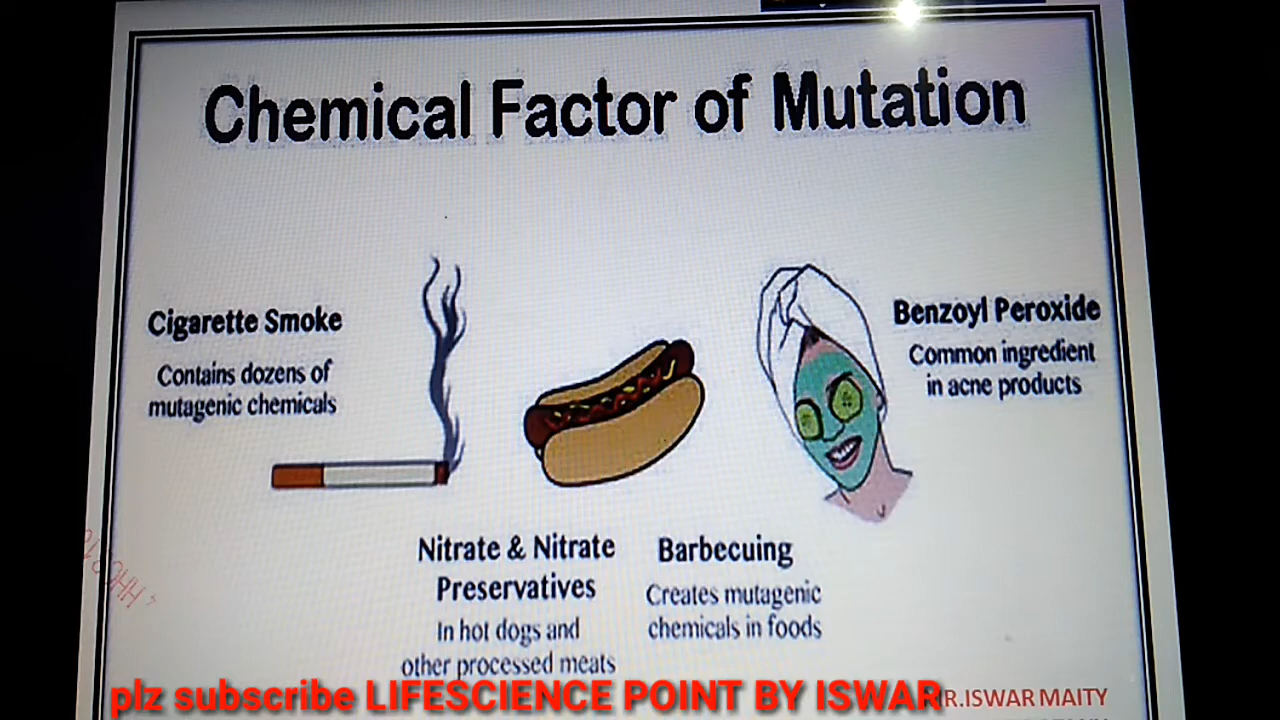 Chemical Factor of Mutation
Cigarette Smoke
Contains dozens of
mutagenic chemicals
Benzoyl Peroxide
Common ingredient
in acne products
Nitrate & Nitrate
Preservatives
In hot dogs and
other processed meats
Barbecuing
Creates mutagenic
chemicals in foods
plz subscribe LIFESCIENCE POINT BY ISWAR
MR.ISWAR MAITY